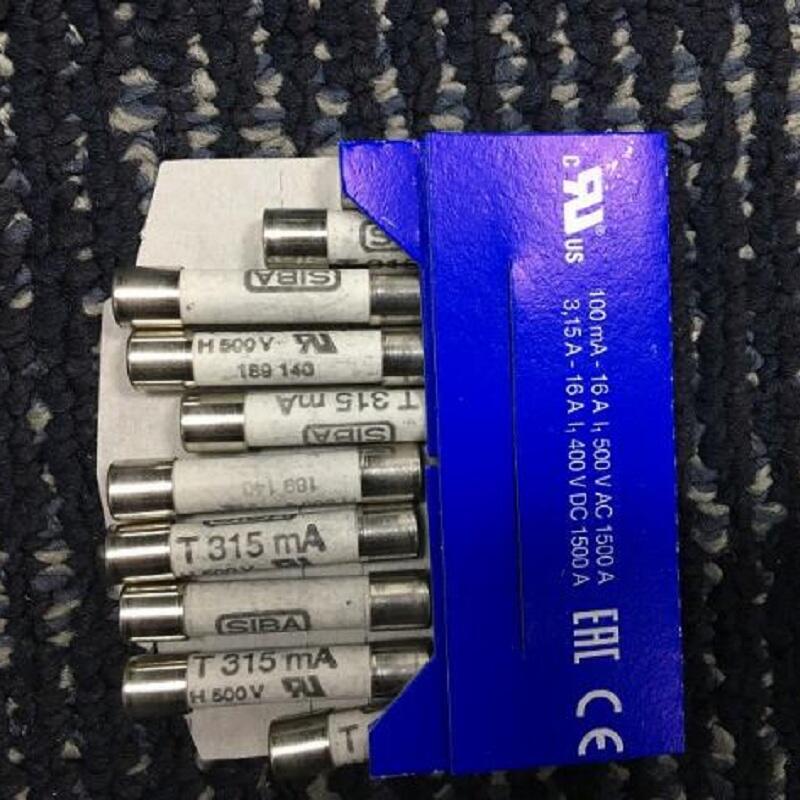 SIBA
SIBA
H 500 V
189 140
T 315 mA
SIBA
189 140
T 315 mA
SIBA
T 315 mA
H 500 V
T
c US
100 mA - 16 A I₁ 500 V AC 1500 A
3,15 A - 16 A I₁ 400 V DC 1500 A
EAC CE